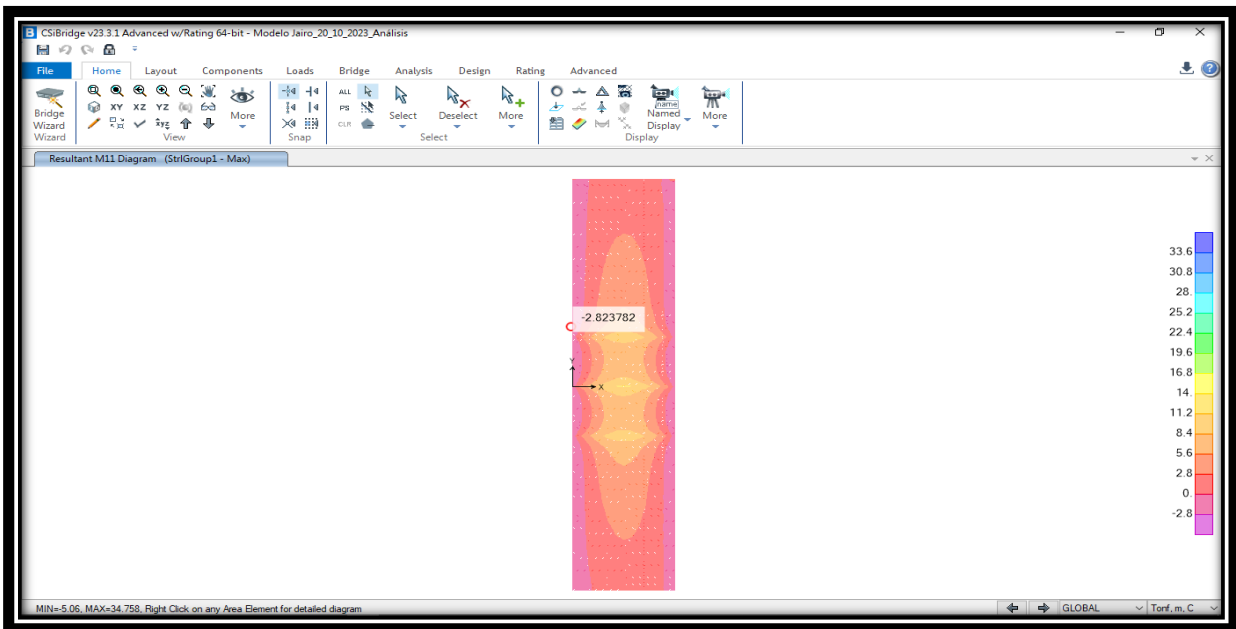 B CSiBridge v23.3.1 Advanced w/Rating 64-bit - Modelo Jairo_20_10_2023_Análisis
File Home Layout Components Loads Bridge Analysis Design Rating Advanced
Bridge Wizard
Wizard
XY XZ YZ
xyz
More
View
Snap
ALL
PS
CLR
Select
Deselect
More
Select
name
Named Display
More
Display
Resultant M11 Diagram (StrlGroup1 - Max)
-2.823782
Y
X
33.6
30.8
28.
25.2
22.4
19.6
16.8
14.
11.2
8.4
5.6
2.8
0.
-2.8
MIN=-5.06, MAX=34.758, Right Click on any Area Element for detailed diagram
GLOBAL
Tonf, m, C